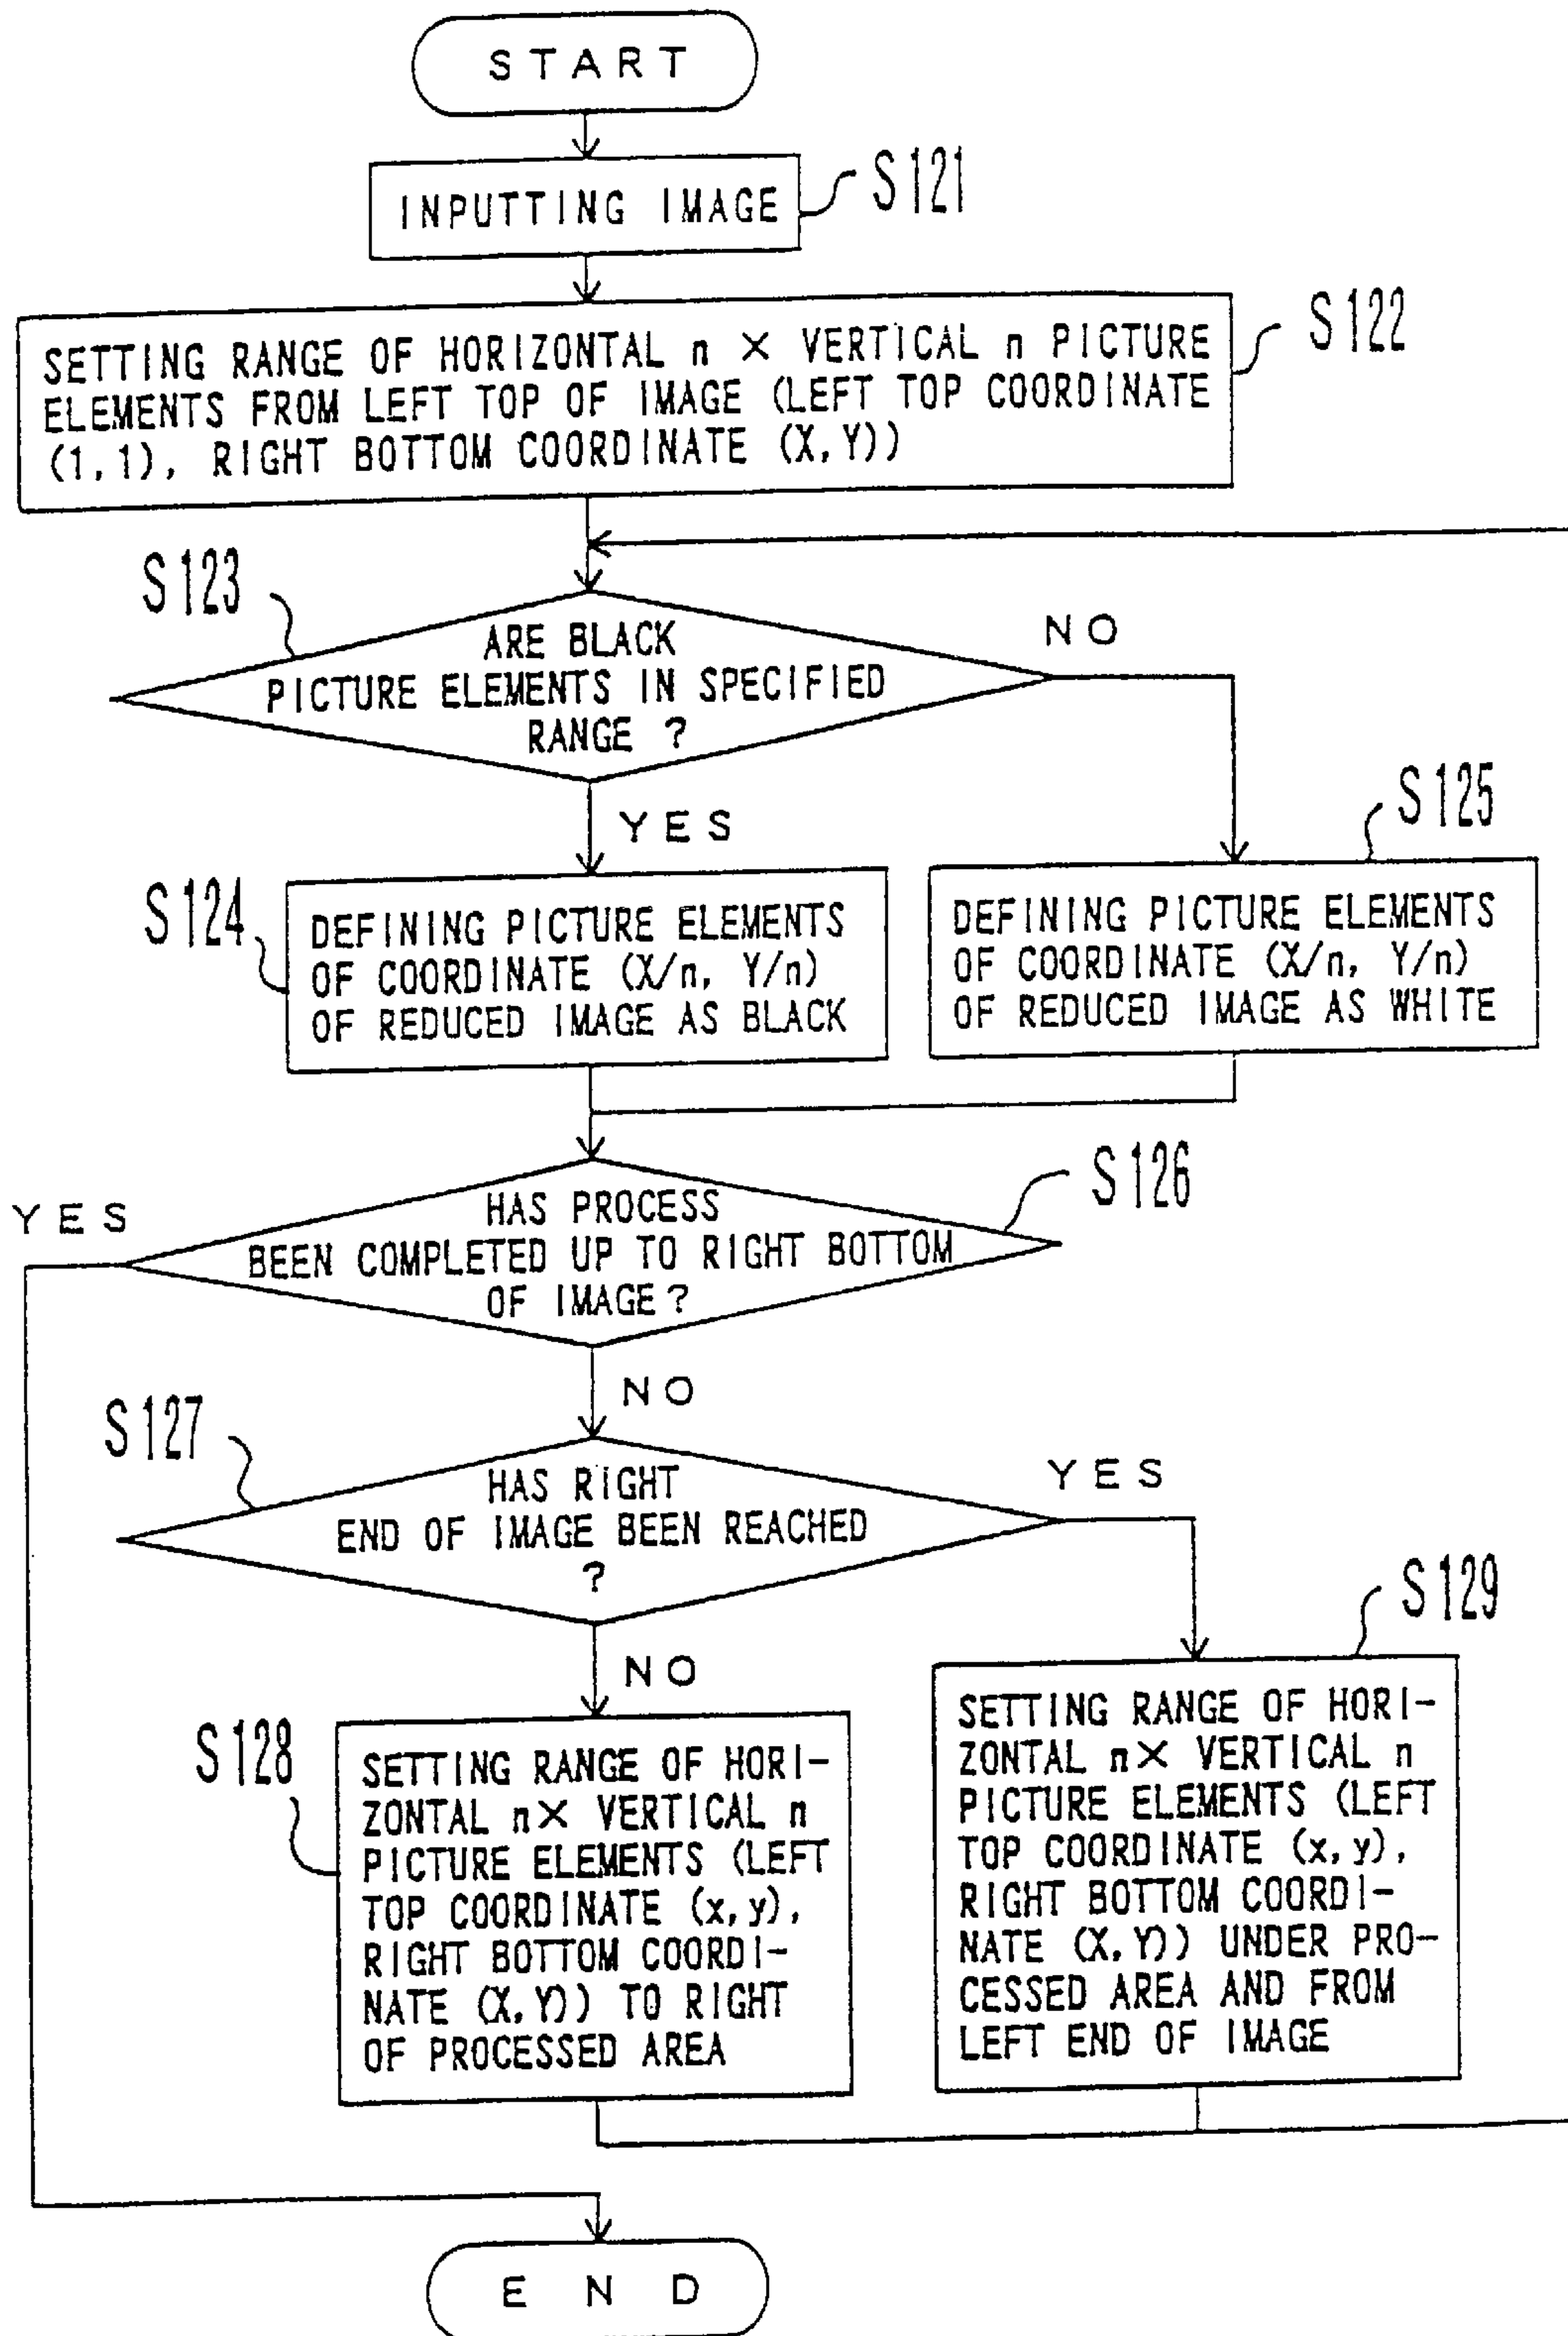 START
INPUTTING IMAGE
S121
SETTING RANGE OF HORIZONTAL n × VERTICAL n PICTURE
ELEMENTS FROM LEFT TOP OF IMAGE (LEFT TOP COORDINATE
(1,1), RIGHT BOTTOM COORDINATE (X,Y))
S122
S123
ARE BLACK
PICTURE ELEMENTS IN SPECIFIED
RANGE ?
NO
YES
S124
DEFINING PICTURE ELEMENTS
OF COORDINATE (X/n, Y/n)
OF REDUCED IMAGE AS BLACK
S125
DEFINING PICTURE ELEMENTS
OF COORDINATE (X/n, Y/n)
OF REDUCED IMAGE AS WHITE
S126
YES
HAS PROCESS
BEEN COMPLETED UP TO RIGHT BOTTOM
OF IMAGE?
NO
S127
HAS RIGHT
END OF IMAGE BEEN REACHED
?
YES
NO
S128
SETTING RANGE OF HORI-
ZONTAL n× VERTICAL n
PICTURE ELEMENTS (LEFT
TOP COORDINATE (x,y),
RIGHT BOTTOM COORDI-
NATE (X,Y)) TO RIGHT
OF PROCESSED AREA
S129
SETTING RANGE OF HORI-
ZONTAL n× VERTICAL n
PICTURE ELEMENTS (LEFT
TOP COORDINATE (x,y),
RIGHT BOTTOM COORDI-
NATE (X,Y)) UNDER PRO-
CESSED AREA AND FROM
LEFT END OF IMAGE
END